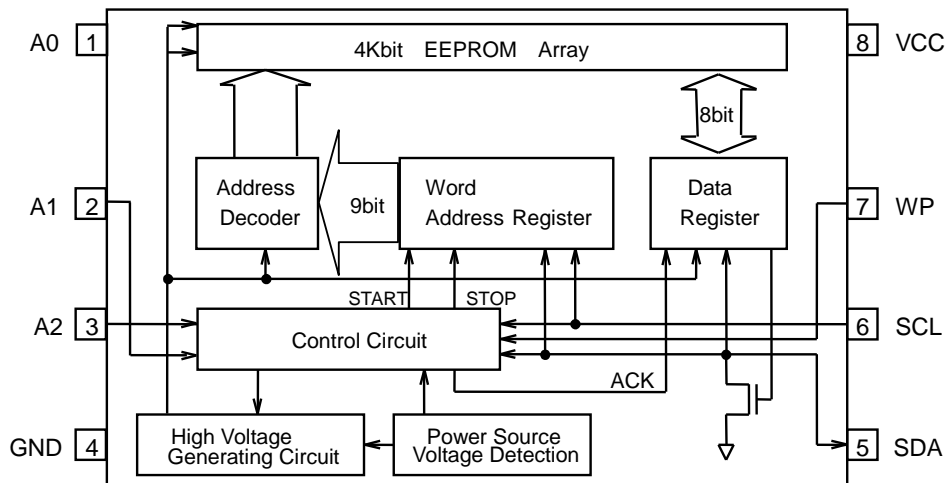 A0 1
4Kbit EEPROM Array
8 VCC
8bit
A1 2
Address
Decoder
9bit
Word
Address Register
Data
Register
7 WP
START
STOP
A2 3
Control Circuit
6 SCL
ACK
GND 4
High Voltage
Generating Circuit
Power Source
Voltage Detection
5 SDA